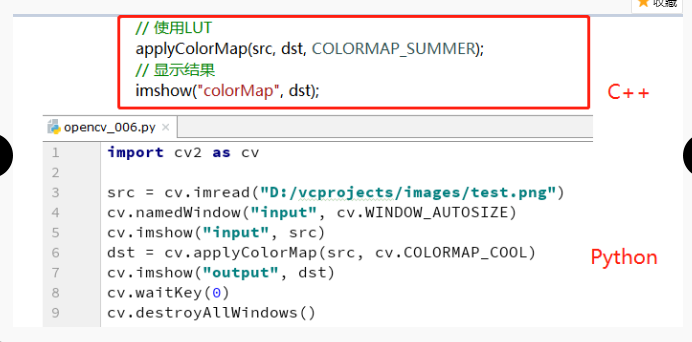 收藏
// 使用LUT
applyColorMap(src, dst, COLORMAP_SUMMER);
// 显示结果
imshow("colorMap", dst);
C++
opencv_006.py ×
1 import cv2 as cv
2
3 src = cv.imread("D:/vcprojects/images/test.png")
4 cv.namedWindow("input", cv.WINDOW_AUTOSIZE)
5 cv.imshow("input", src)
6 dst = cv.applyColorMap(src, cv.COLORMAP_COOL)
Python
7 cv.imshow("output", dst)
8 cv.waitKey(0)
9 cv.destroyAllWindows()